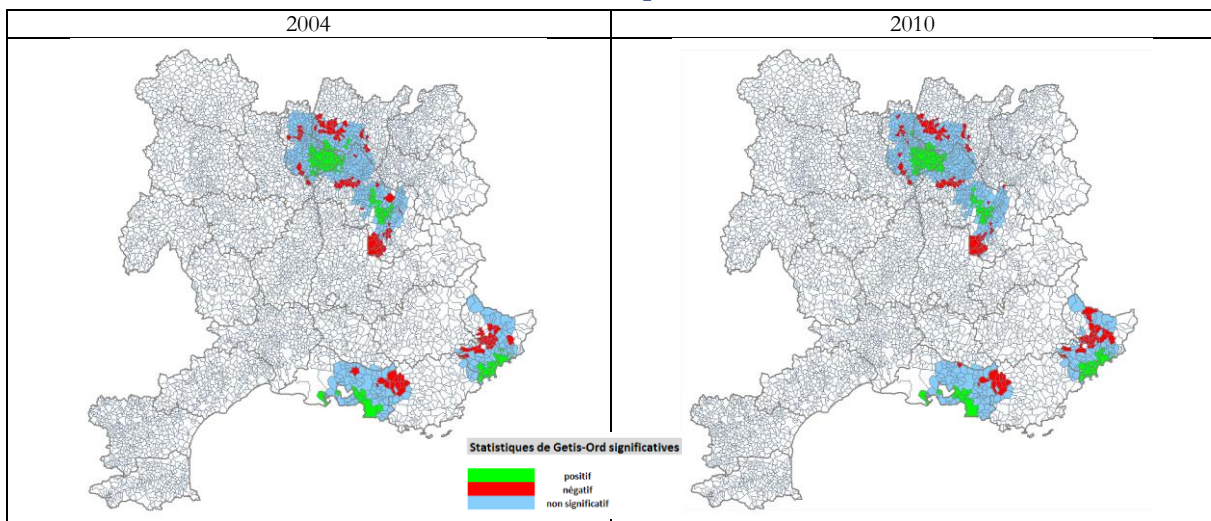 2004
2010
Statistiques de Getis-Ord significatives
positif
négatif
non significatif